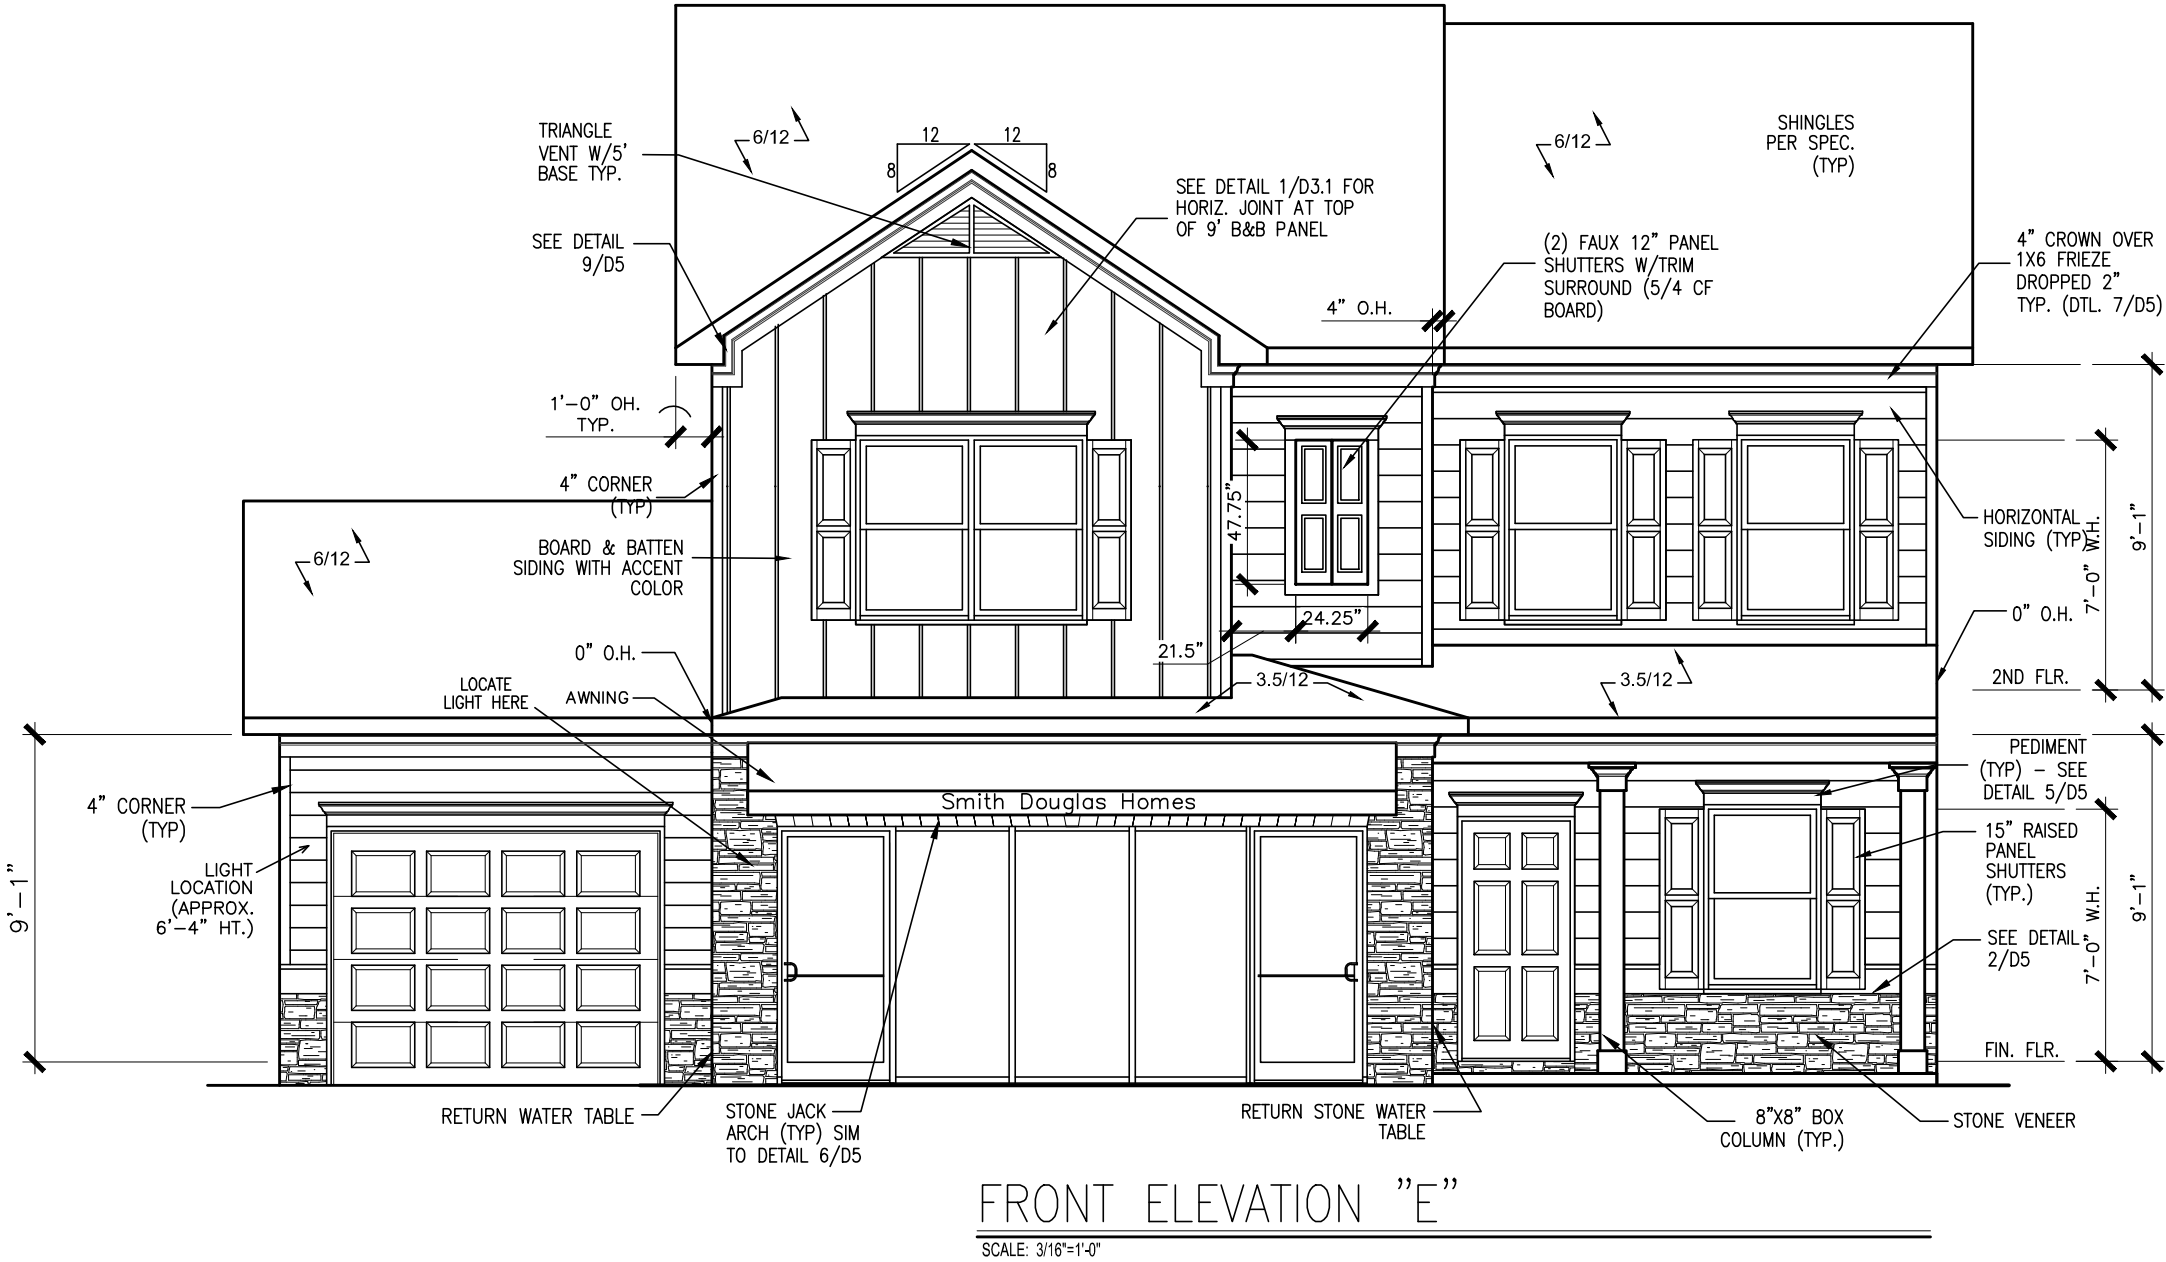 TRIANGLE
VENT W/5'
BASE TYP.
6/12
12
12
8
8
6/12
SHINGLES
PER SPEC.
(TYP)
SEE DETAIL
9/D5
SEE DETAIL 1/D3.1 FOR
HORIZ. JOINT AT TOP
OF 9' B&B PANEL
(2) FAUX 12" PANEL
SHUTTERS W/TRIM
SURROUND (5/4 CF
BOARD)
4" O.H.
4" CROWN OVER
1X6 FRIEZE
DROPPED 2"
TYP. (DTL. 7/D5)
1'-0" OH.
TYP.
4" CORNER
(TYP)
6/12
BOARD & BATTEN
SIDING WITH ACCENT
COLOR
47.75"
24.25"
21.5"
HORIZONTAL
SIDING (TYP)
7'-0" W.H.
9'-1"
0" O.H.
0" O.H.
LOCATE
LIGHT HERE
AWNING
3.5/12
3.5/12
2ND FLR.
Smith Douglas Homes
PEDIMENT
(TYP) - SEE
DETAIL 5/D5
4" CORNER
(TYP)
LIGHT
LOCATION
(APPROX.
6'-4" HT.)
9'-1"
15" RAISED
PANEL
SHUTTERS
(TYP.)
SEE DETAIL
2/D5
7'-0" W.H.
9'-1"
FIN. FLR.
RETURN WATER TABLE
STONE JACK
ARCH (TYP) SIM
TO DETAIL 6/D5
RETURN STONE WATER
TABLE
8"X8" BOX
COLUMN (TYP.)
STONE VENEER
FRONT ELEVATION "E"
SCALE: 3/16"=1'-0"